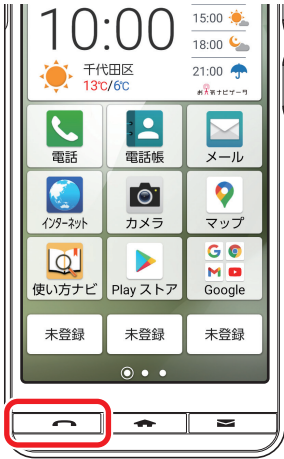 10:00
15:00
18:00
21:00
千代田区
13℃/6℃
お天気ナビゲータ
電話
電話帳
メール
インターネット
カメラ
マップ
使い方ナビ
Play ストア
Google
未登録
未登録
未登録